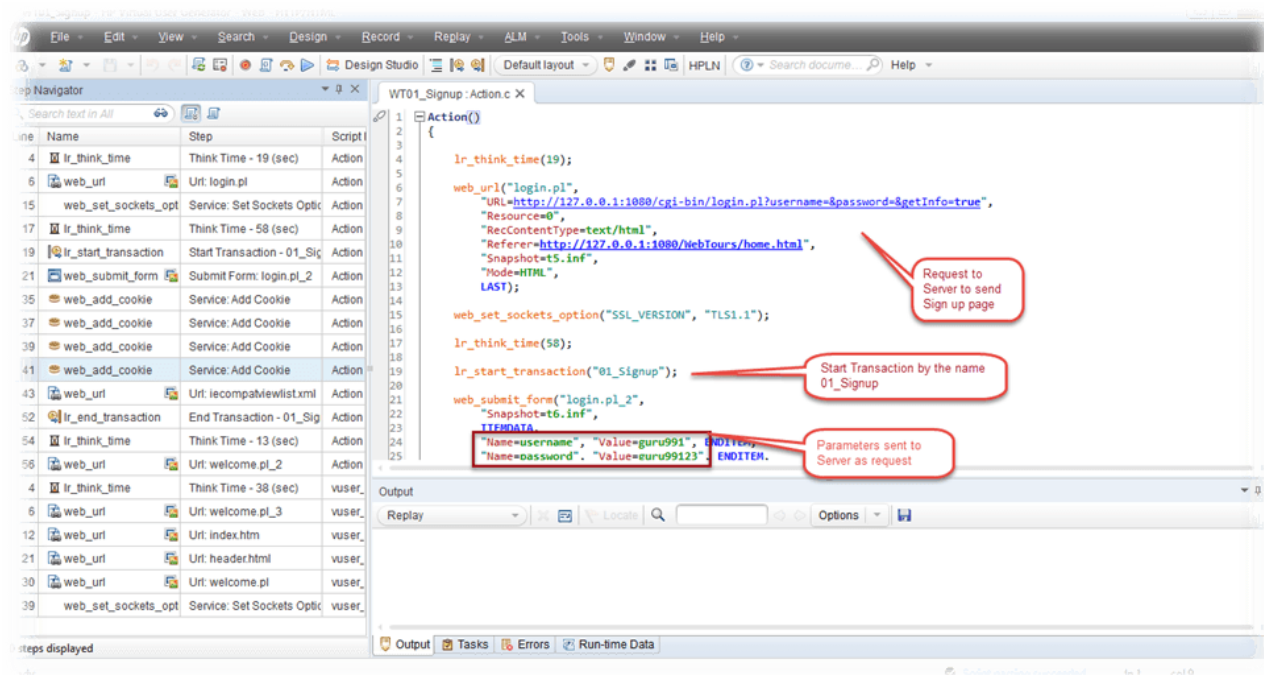 WT01_Signup - HP Virtual User Generator - Web - HTTP/HTML
hp File Edit View Search Design Record Replay ALM Tools Window Help
Design Studio Default layout HPLN Search docume... Help
Navigator
Search text in All
Name Step Script
4 lr_think_time Think Time - 19 (sec) Action
6 web_url Url: login.pl Action
15 web_set_sockets_opt Service: Set Sockets Optic Action
17 lr_think_time Think Time - 58 (sec) Action
19 lr_start_transaction Start Transaction - 01_Sig Action
21 web_submit_form Submit Form: login.pl_2 Action
35 web_add_cookie Service: Add Cookie Action
37 web_add_cookie Service: Add Cookie Action
39 web_add_cookie Service: Add Cookie Action
41 web_add_cookie Service: Add Cookie Action
43 web_url Url: iecompatviewlist.xml Action
52 lr_end_transaction End Transaction - 01_Sig Action
54 lr_think_time Think Time - 13 (sec) Action
56 web_url Url: welcome.pl_2 Action
4 lr_think_time Think Time - 38 (sec) vuser_
6 web_url Url: welcome.pl_3 vuser_
12 web_url Url: index.htm vuser_
21 web_url Url: header.html vuser_
30 web_url Url: welcome.pl vuser_
39 web_set_sockets_opt Service: Set Sockets Optic vuser_
steps displayed
WT01_Signup : Action.c
1 Action()
2 {
3
4 lr_think_time(19);
5
6 web_url("login.pl",
7 "URL=http://127.0.0.1:1080/cgi-bin/login.pl?username=&password=&getInfo=true",
8 "Resource=0",
9 "RecContentType=text/html",
10 "Referer=http://127.0.0.1:1080/WebTours/home.html",
11 "Snapshot=t5.inf",
12 "Mode=HTML",
13 LAST);
14
15 web_set_sockets_option("SSL_VERSION", "TLS1.1");
16
17 lr_think_time(58);
18
19 lr_start_transaction("01_Signup");
20
21 web_submit_form("login.pl_2",
22 "Snapshot=t6.inf",
23 ITEMDATA,
24 "Name=username", "Value=guru991", ENDITEM,
25 "Name=password", "Value=guru99123", ENDITEM,
Request to
Server to send
Sign up page
Start Transaction by the name
01_Signup
Parameters sent to
Server as request
Output
Replay Locate Options
Output Tasks Errors Run-time Data